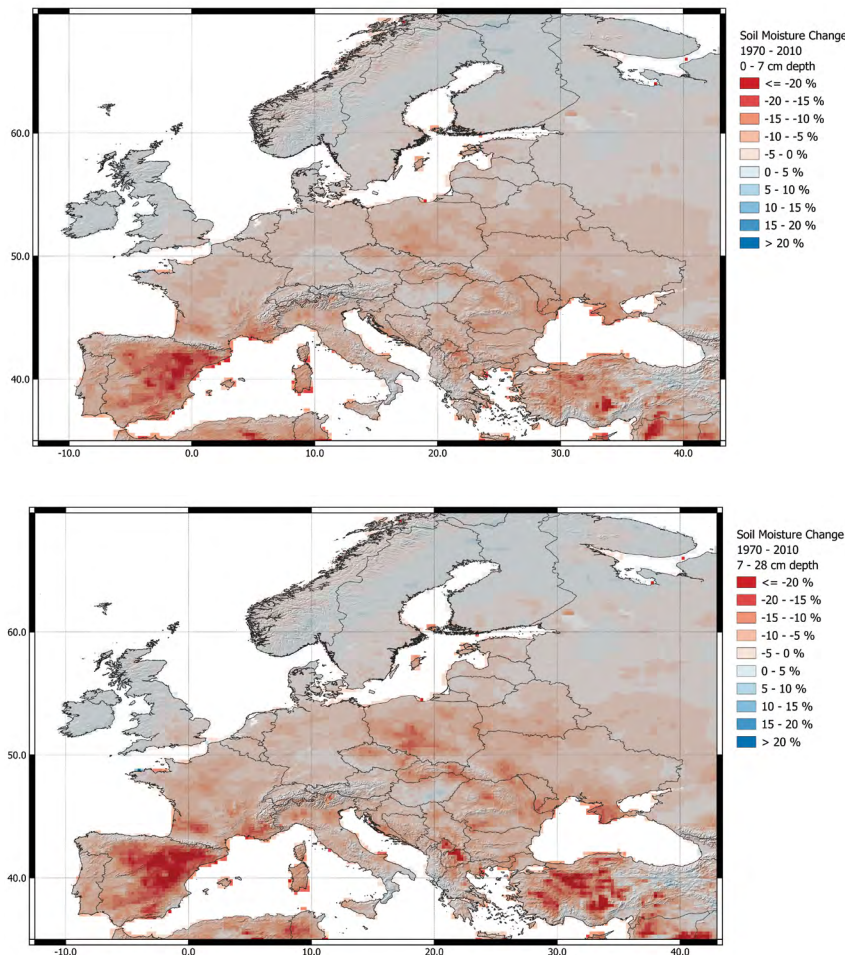 Soil Moisture Change
1970 - 2010
0 - 7 cm depth
<= -20 %
-20 - -15 %
-15 - -10 %
-10 - -5 %
-5 - 0 %
0 - 5 %
5 - 10 %
10 - 15 %
15 - 20 %
> 20 %
60.0
50.0
40.0
-10.0 0.0 10.0 20.0 30.0 40.0
Soil Moisture Change
1970 - 2010
7 - 28 cm depth
<= -20 %
-20 - -15 %
-15 - -10 %
-10 - -5 %
-5 - 0 %
0 - 5 %
5 - 10 %
10 - 15 %
15 - 20 %
> 20 %
60.0
50.0
40.0
-10.0 0.0 10.0 20.0 30.0 40.0